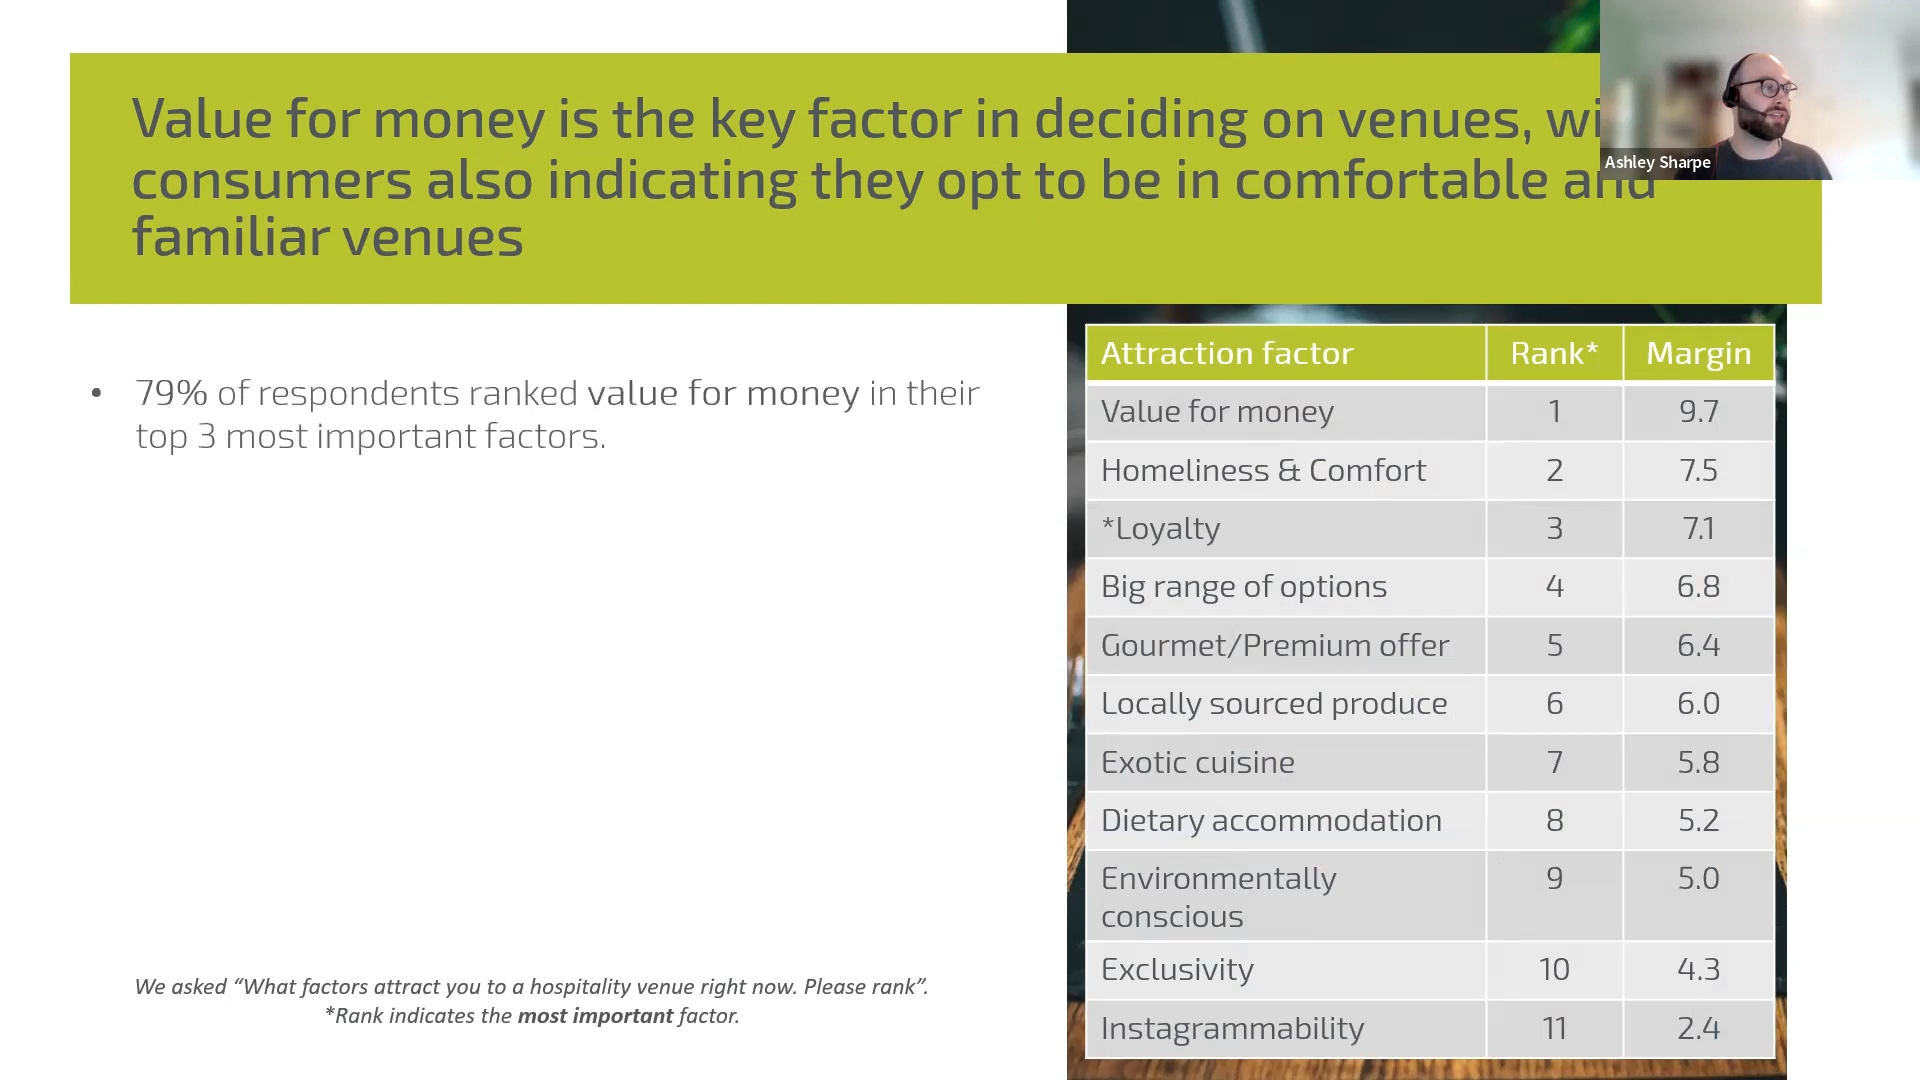 Value for money is the key factor in deciding on venues,
consumers also indicating they opt to be in comfortable and
familiar venues
Ashley Sharpe
• 79% of respondents ranked value for money in their
top 3 most important factors.
We asked “What factors attract you to a hospitality venue right now. Please rank”.
*Rank indicates the most important factor.
Attraction factor Rank* Margin
Value for money 1 9.7
Homeliness & Comfort 2 7.5
*Loyalty 3 7.1
Big range of options 4 6.8
Gourmet/Premium offer 5 6.4
Locally sourced produce 6 6.0
Exotic cuisine 7 5.8
Dietary accommodation 8 5.2
Environmentally 9 5.0
conscious
Exclusivity 10 4.3
Instagrammability 11 2.4